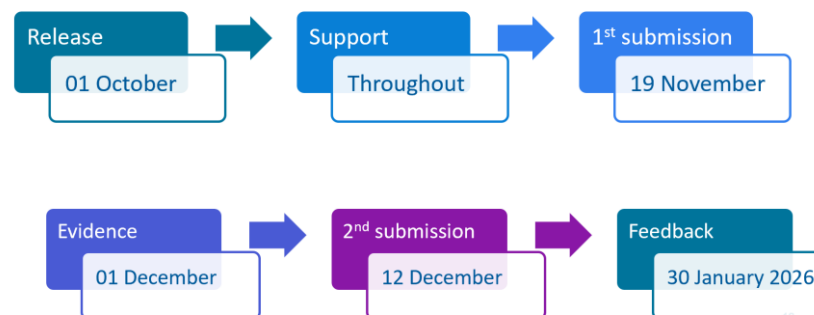 Release
01 October
Support
Throughout
1st submission
19 November
Evidence
01 December
2nd submission
12 December
Feedback
30 January 2026